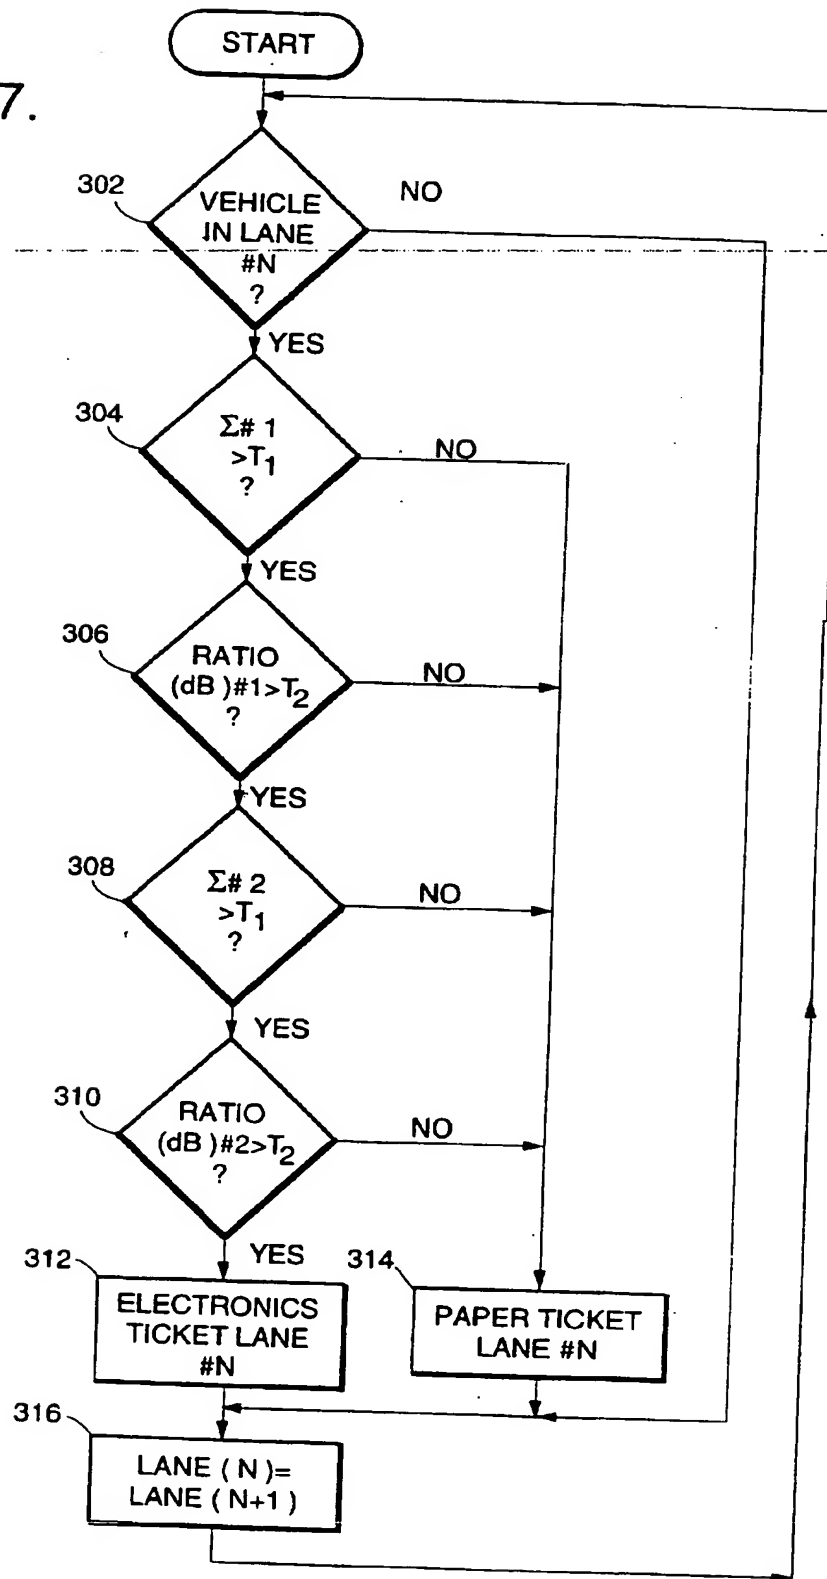 START
7.
302
VEHICLE
IN LANE
#N
?
NO
YES
304
Σ# 1
>T1
?
NO
YES
306
RATIO
(dB)#1>T2
?
NO
YES
308
Σ# 2
>T1
?
NO
YES
310
RATIO
(dB)#2>T2
?
NO
YES
312
ELECTRONICS
TICKET LANE
#N
314
PAPER TICKET
LANE #N
316
LANE (N)=
LANE (N+1)